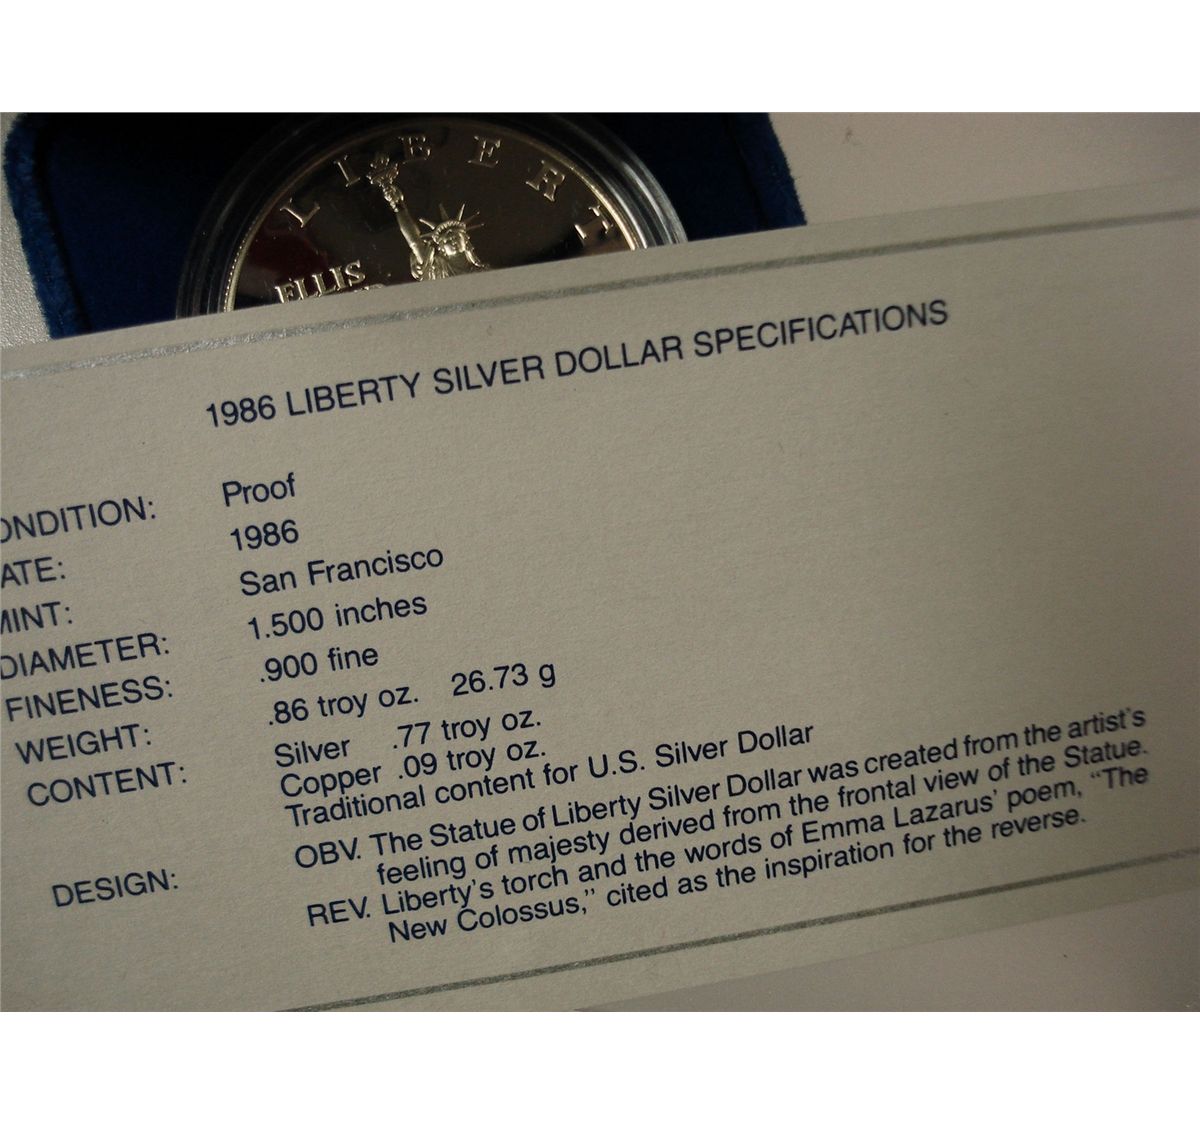 LIBERT
ELLIS
1986 LIBERTY SILVER DOLLAR SPECIFICATIONS
ONDITION: Proof
ATE: 1986
MINT: San Francisco
DIAMETER: 1.500 inches
FINENESS: .900 fine
WEIGHT: .86 troy oz. 26.73 g
CONTENT: Silver .77 troy oz.
Copper .09 troy oz.
Traditional content for U.S. Silver Dollar
DESIGN: OBV. The Statue of Liberty Silver Dollar was created from the artist's
feeling of majesty derived from the frontal view of the Statue.
REV. Liberty's torch and the words of Emma Lazarus' poem, "The
New Colossus," cited as the inspiration for the reverse.